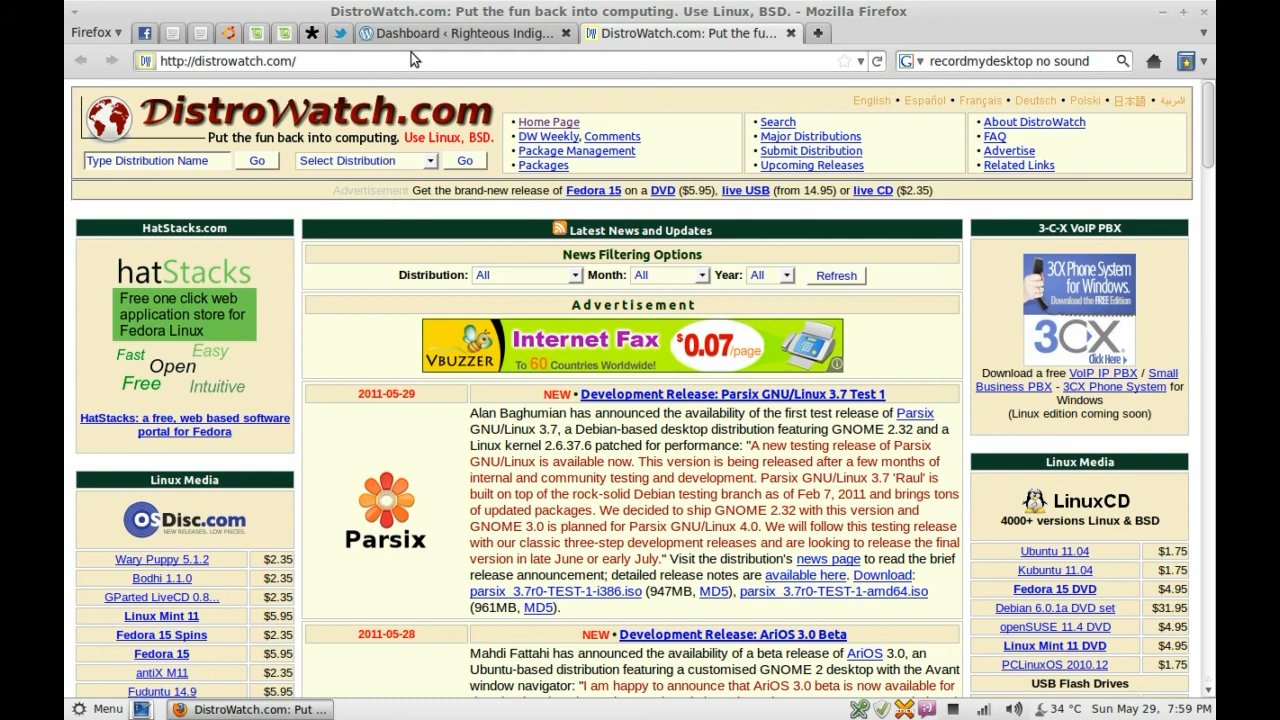 DistroWatch.com: Put the fun back into computing. Use Linux, BSD. - Mozilla Firefox
Firefox
Dashboard ‹ Righteous Indig...
DistroWatch.com: Put the fu...
http://distrowatch.com/
recordmydesktop no sound
English • Español • Français • Deutsch • Polski • 日本語 • العربية
DistroWatch.com
Put the fun back into computing. Use Linux, BSD.
Type Distribution Name
Go
Select Distribution
Go
• Home Page
• DW Weekly, Comments
• Package Management
• Packages
• Search
• Major Distributions
• Submit Distribution
• Upcoming Releases
• About DistroWatch
• FAQ
• Advertise
• Related Links
Advertisement Get the brand-new release of Fedora 15 on a DVD ($5.95), live USB (from 14.95) or live CD ($2.35)
HatStacks.com
hatStacks
Free one click web
application store for
Fedora Linux
Fast Easy
Open
Free Intuitive
HatStacks: a free, web based software
portal for Fedora
Linux Media
OSDisc.com
NEW RELEASES, LOW PRICES.
Wary Puppy 5.1.2 $2.35
Bodhi 1.1.0 $2.35
GParted LiveCD 0.8... $2.35
Linux Mint 11 $5.95
Fedora 15 Spins $2.35
Fedora 15 $5.95
antiX M11 $2.35
Fuduntu 14.9 $5.95
Latest News and Updates
News Filtering Options
Distribution: All Month: All Year: All Refresh
Advertisement
VBUZZER
Internet Fax
To 60 Countries Worldwide!
$0.07/page
2011-05-29
NEW • Development Release: Parsix GNU/Linux 3.7 Test 1
Parsix
Alan Baghumian has announced the availability of the first test release of Parsix
GNU/Linux 3.7, a Debian-based desktop distribution featuring GNOME 2.32 and a
Linux kernel 2.6.37.6 patched for performance: "A new testing release of Parsix
GNU/Linux is available now. This version is being released after a few months of
internal and community testing and development. Parsix GNU/Linux 3.7 'Raul' is
built on top of the rock-solid Debian testing branch as of Feb 7, 2011 and brings tons
of updated packages. We decided to ship GNOME 2.32 with this version and
GNOME 3.0 is planned for Parsix GNU/Linux 4.0. We will follow this testing release
with our classic three-step development releases and are looking to release the final
version in late June or early July." Visit the distribution's news page to read the brief
release announcement; detailed release notes are available here. Download:
parsix_3.7r0-TEST-1-i386.iso (947MB, MD5), parsix_3.7r0-TEST-1-amd64.iso
(961MB, MD5).
2011-05-28
NEW • Development Release: AriOS 3.0 Beta
Mahdi Fattahi has announced the availability of a beta release of AriOS 3.0, an
Ubuntu-based distribution featuring a customised GNOME 2 desktop with the Avant
window navigator: "I am happy to announce that AriOS 3.0 beta is now available for
3-C-X VoIP PBX
3CX Phone System
for Windows.
Download the FREE Edition
3CX
Click Here
Download a free VoIP IP PBX / Small
Business PBX - 3CX Phone System for
Windows
(Linux edition coming soon)
Linux Media
LinuxCD
4000+ versions Linux & BSD
Ubuntu 11.04 $1.75
Kubuntu 11.04 $1.75
Fedora 15 DVD $4.95
Debian 6.0.1a DVD set $31.95
openSUSE 11.4 DVD $4.95
Linux Mint 11 DVD $4.95
PCLinuxOS 2010.12 $1.75
USB Flash Drives
Menu
DistroWatch.com: Put ...
34 °C Sun May 29, 7:59 PM